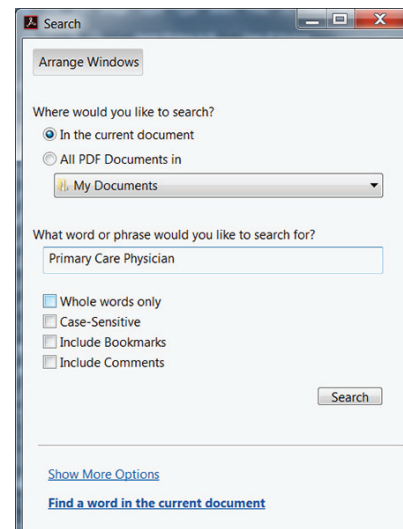 Search
Arrange Windows
Where would you like to search?
In the current document
All PDF Documents in
My Documents
What word or phrase would you like to search for?
Primary Care Physician
Whole words only
Case-Sensitive
Include Bookmarks
Include Comments
Search
Show More Options
Find a word in the current document